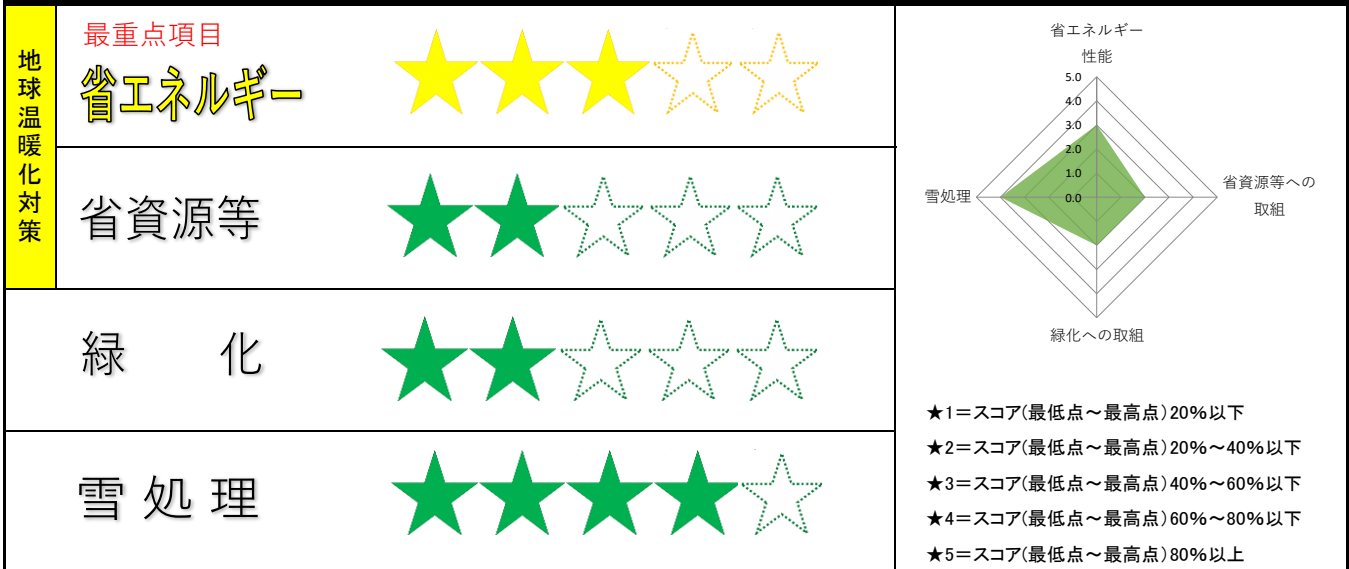 地球温暖化対策
最重点項目
省エネルギー
省資源等
緑　化
雪処理
省エネルギー
性能
5.0
4.0
3.0
2.0
1.0
0.0
雪処理
省資源等への
取組
緑化への取組
★1＝スコア(最低点～最高点)20%以下
★2＝スコア(最低点～最高点)20%～40%以下
★3＝スコア(最低点～最高点)40%～60%以下
★4＝スコア(最低点～最高点)60%～80%以下
★5＝スコア(最低点～最高点)80%以上